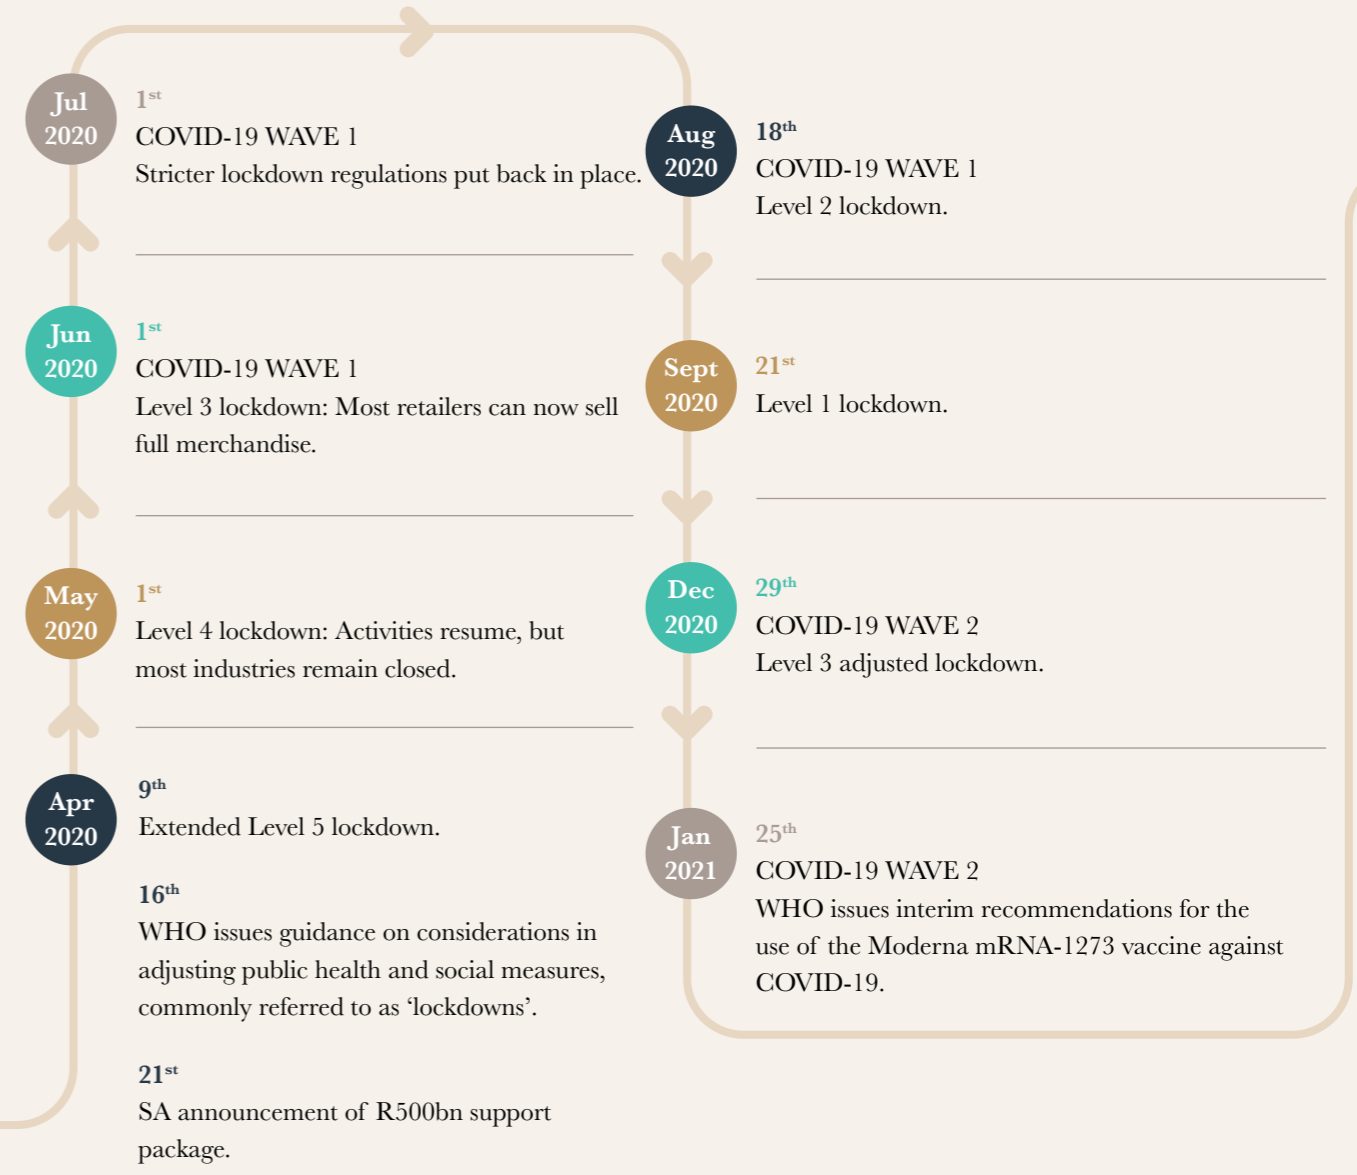 Jul
2020
1st
COVID-19 WAVE 1
Stricter lockdown regulations put back in place.
Jun
2020
1st
COVID-19 WAVE 1
Level 3 lockdown: Most retailers can now sell
full merchandise.
May
2020
1st
Level 4 lockdown: Activities resume, but
most industries remain closed.
Apr
2020
9th
Extended Level 5 lockdown.
16th
WHO issues guidance on considerations in
adjusting public health and social measures,
commonly referred to as ‘lockdowns’.
21st
SA announcement of R500bn support
package.
Aug
2020
18th
COVID-19 WAVE 1
Level 2 lockdown.
Sept
2020
21st
Level 1 lockdown.
Dec
2020
29th
COVID-19 WAVE 2
Level 3 adjusted lockdown.
Jan
2021
25th
COVID-19 WAVE 2
WHO issues interim recommendations for the
use of the Moderna mRNA-1273 vaccine against
COVID-19.